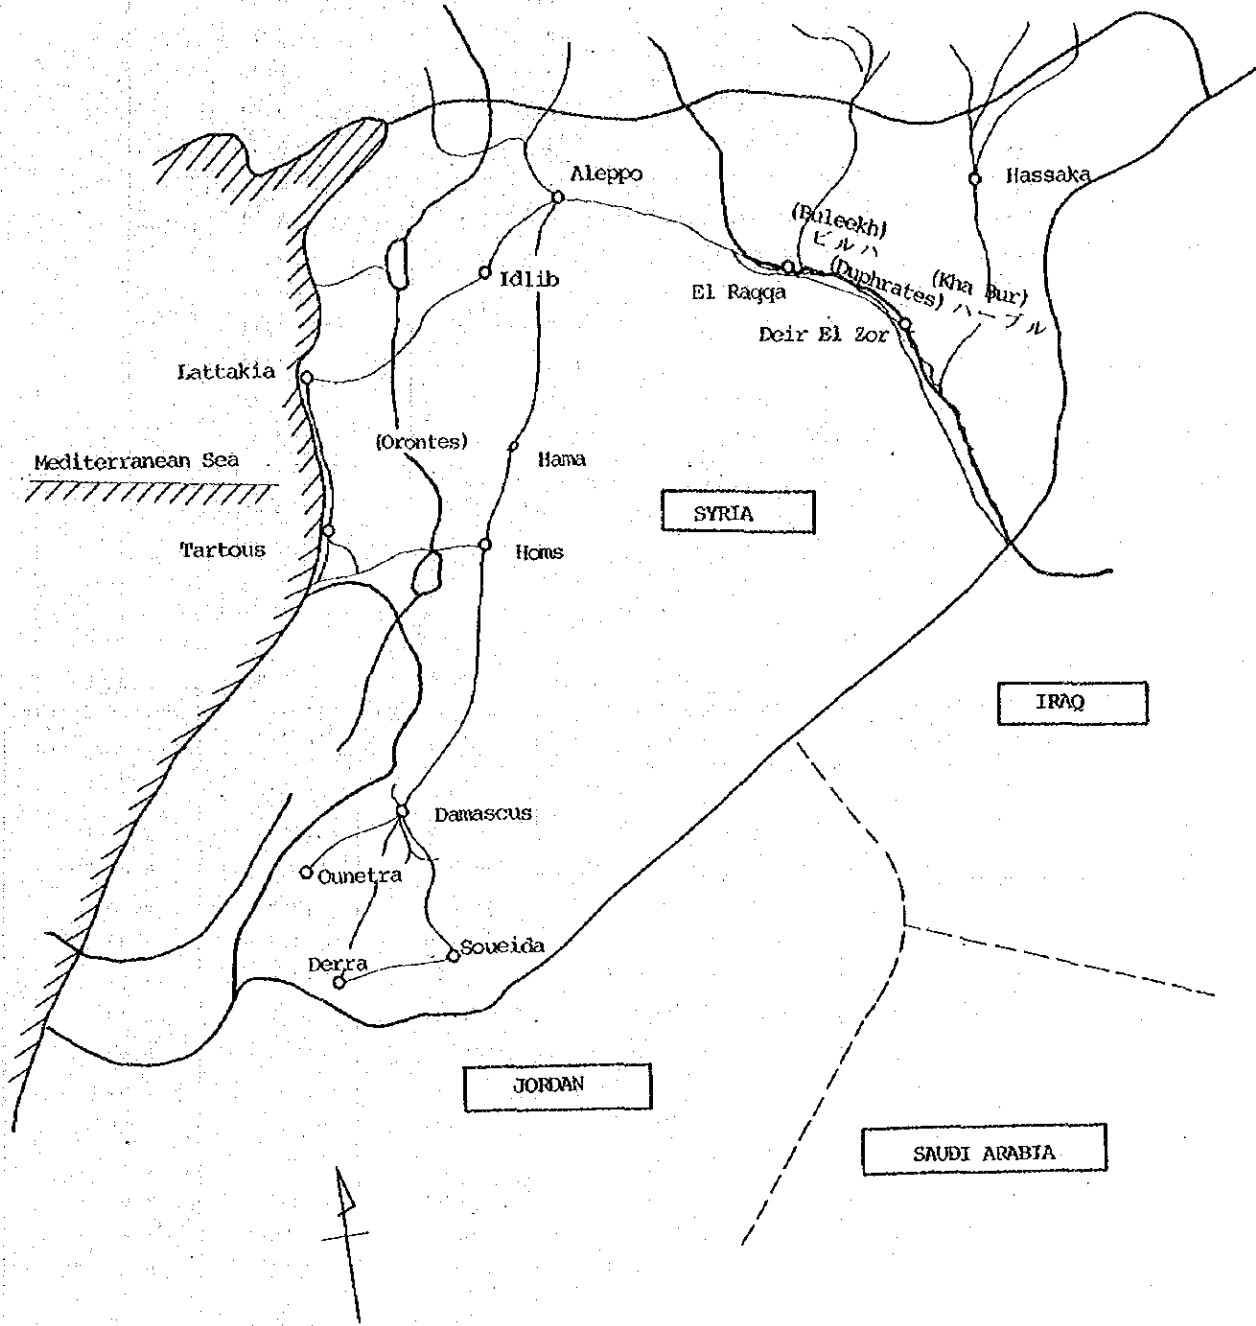 Aleppo
Hassaka
(Buleekh)
ビルハ
Idlib
El Raqqa
(Duphrates)
(Kha Bur)
ハーブル
Deir El Zor
Lattakia
(Orontes)
Mediterranean Sea
Hama
SYRIA
Tartous
Homs
IRAQ
Damascus
Ounetra
Soueida
Derra
JORDAN
SAUDI ARABIA